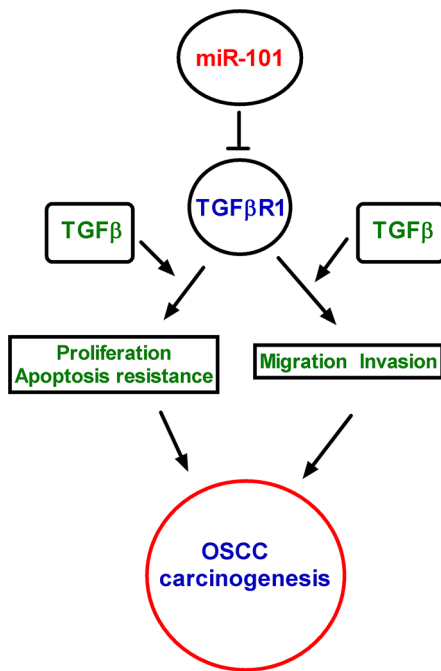 miR-101
TGFβR1
TGFβ
TGFβ
Proliferation
Apoptosis resistance
Migration Invasion
OSCC
carcinogenesis